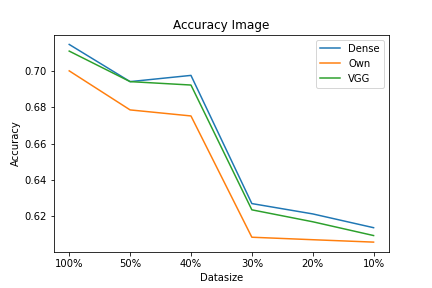 Accuracy Image
Dense
Own
VGG
Accuracy
0.70
0.68
0.66
0.64
0.62
100% 50% 40% 30% 20% 10%
Datasize